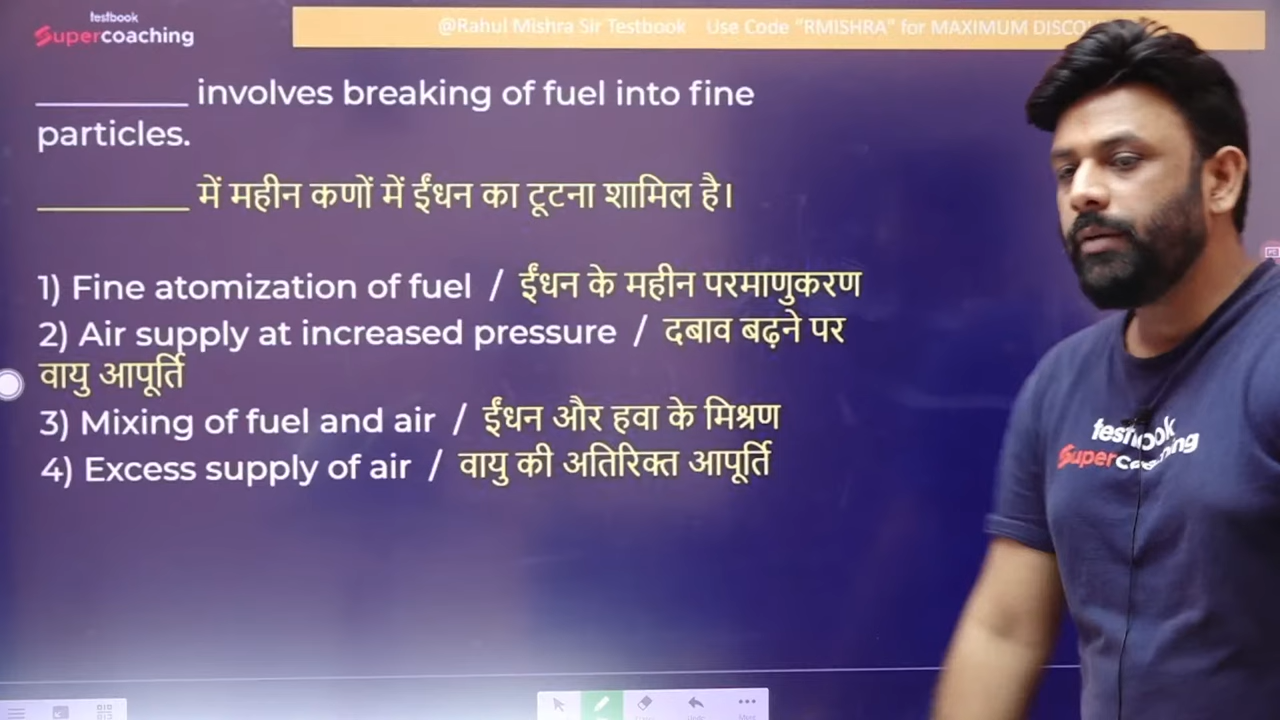 testbook
Supercoaching
@Rahul Mishra Sir Testbook Use Code "RMISHRA" for MAXIMUM
________ involves breaking of fuel into fine
particles.
________ में महीन कणों में ईंधन का टूटना शामिल है।
1) Fine atomization of fuel / ईंधन के महीन परमाणुकरण
2) Air supply at increased pressure / दबाव बढ़ने पर
वायु आपूर्ति
3) Mixing of fuel and air / ईंधन और हवा के मिश्रण
4) Excess supply of air / वायु की अतिरिक्त आपूर्ति